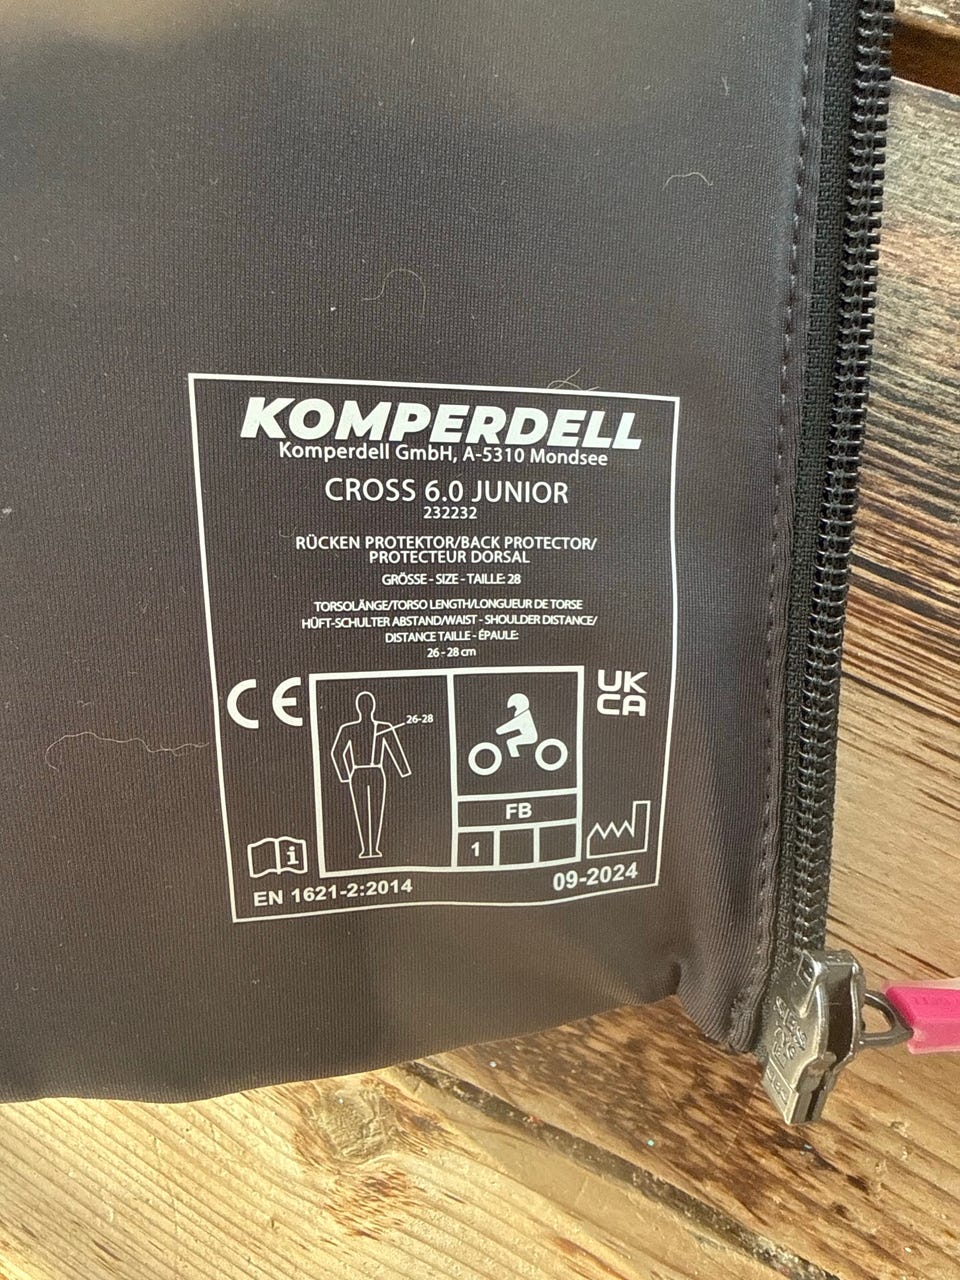 KOMPERDELL
Komperdell GmbH, A-5310 Mondsee
CROSS 6.0 JUNIOR
232232
RÜCKEN PROTEKTOR/BACK PROTECTOR/
PROTECTEUR DORSAL
GRÖSSE - SIZE - TAILLE: 28
TORSOLÄNGE/TORSO LENGTH/LONGUEUR DE TORSE
HÜFT-SCHULTER ABSTAND/WAIST - SHOULDER DISTANCE/
DISTANCE TAILLE - ÉPAULE:
26 - 28 cm
CE
26-28
UK
CA
FB
1
i
EN 1621-2:2014
09-2024